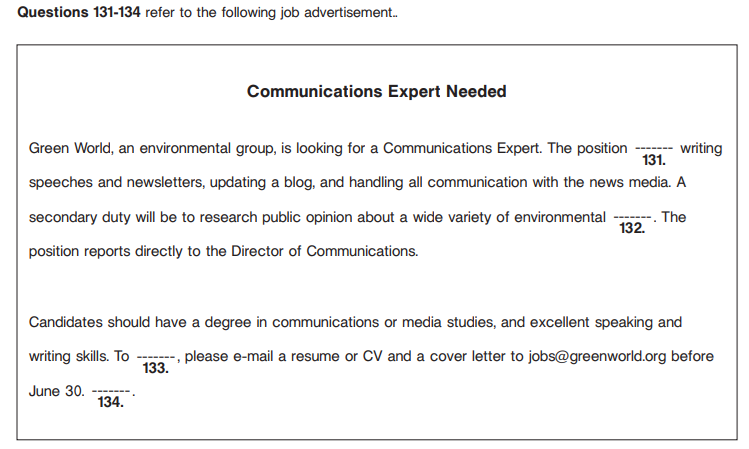 Questions 131-134 refer to the following job advertisement..
Communications Expert Needed
Green World, an environmental group, is looking for a Communications Expert. The position ------- writing
131.
speeches and newsletters, updating a blog, and handling all communication with the news media. A
secondary duty will be to research public opinion about a wide variety of environmental -------. The
132.
position reports directly to the Director of Communications.
Candidates should have a degree in communications or media studies, and excellent speaking and
writing skills. To -------, please e-mail a resume or CV and a cover letter to jobs@greenworld.org before
133.
June 30. -------.
134.